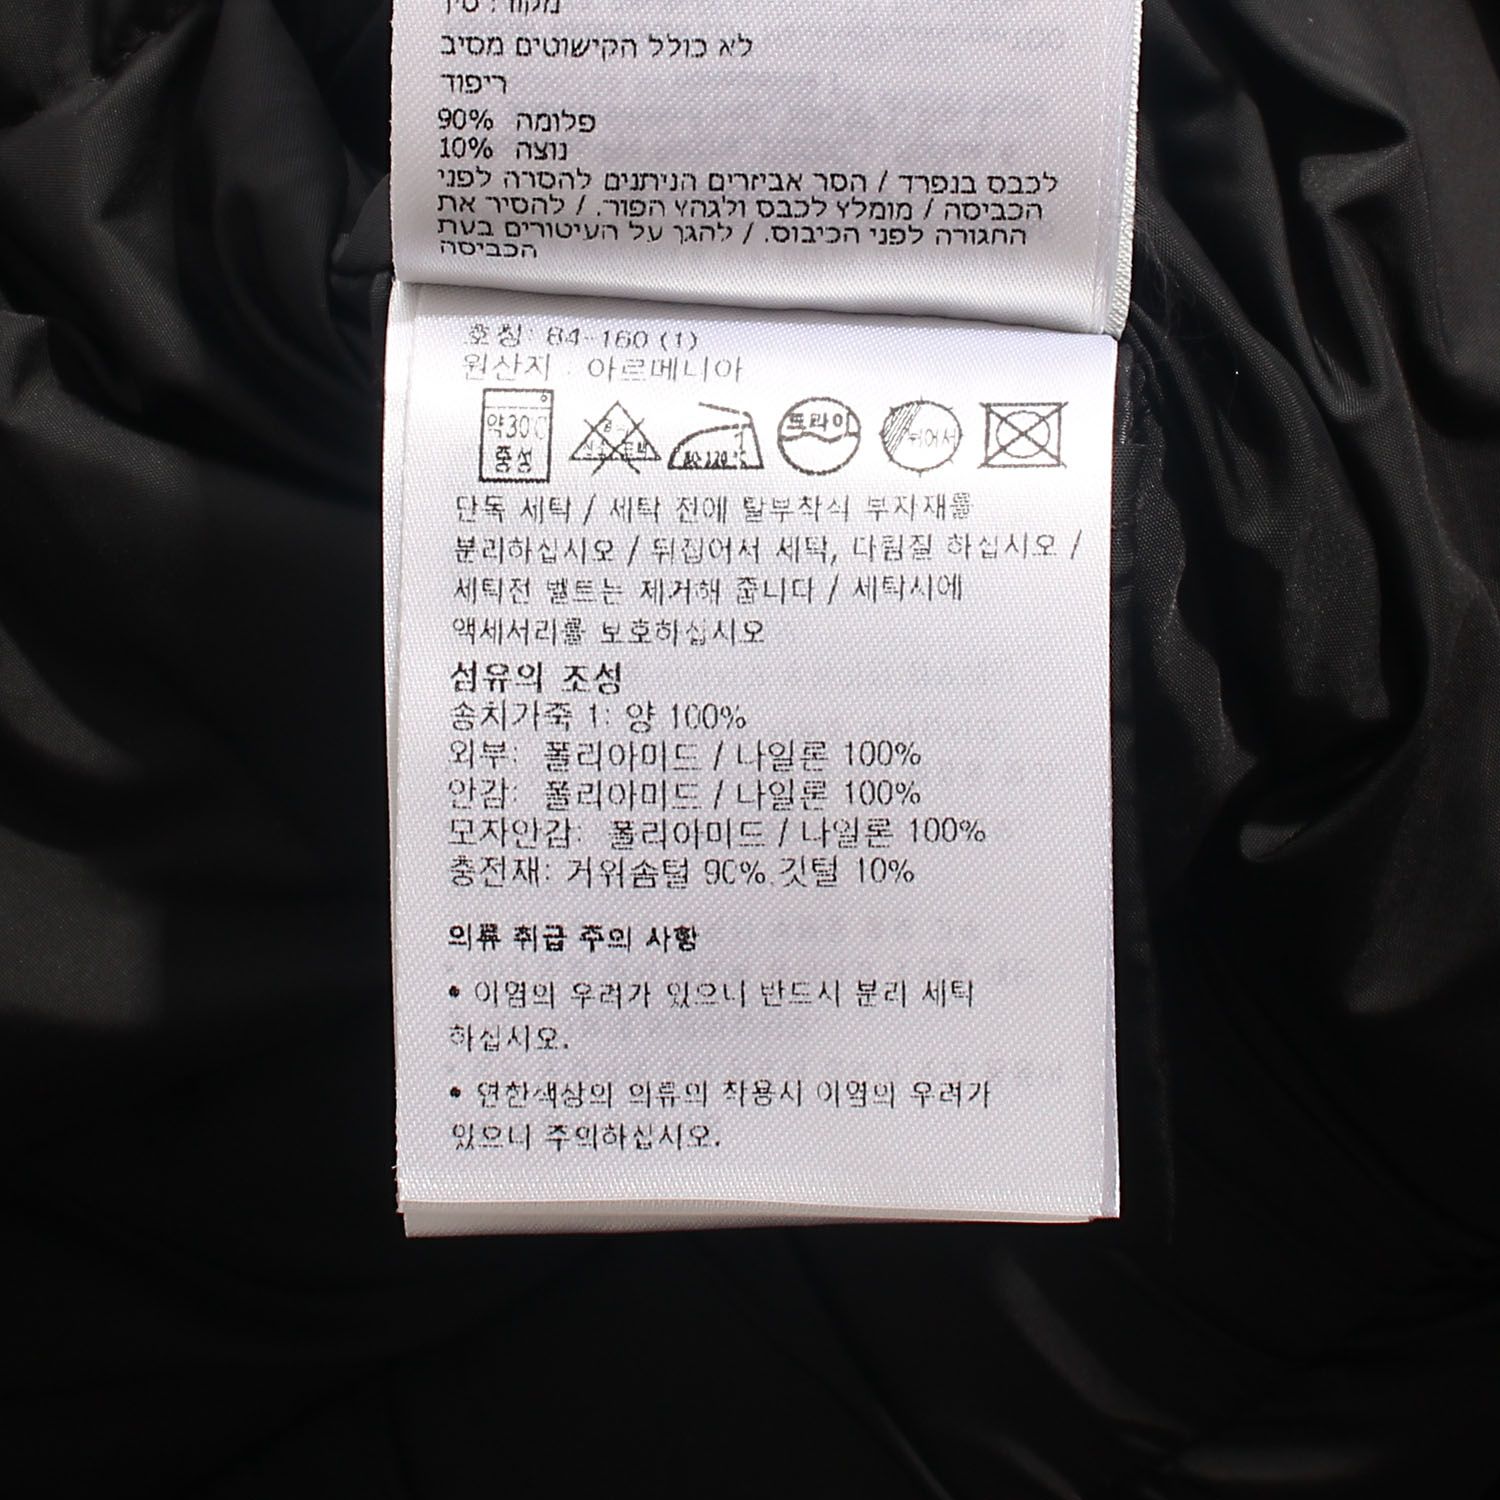 לא כולל הקישוטים מסיב
ריפוד
90% פלומה
10% נוצה
לכבס בנפרד / הסר אביזרים הניתנים להסרה לפני
הכביסה / מומלץ לכבס ולגהץ הפור. / להסיר את
החגורה לפני הכיבוס. / להגן על העיטורים בעת
הכביסה
호칭: 84-160 (1)
원산지 : 아르메니아
약30℃
중성
80-120℃
드라이
뉘어서
단독 세탁 / 세탁 전에 탈부착식 부자재를
분리하십시오 / 뒤집어서 세탁, 다림질 하십시오 /
세탁전 벨트는 제거해 줍니다 / 세탁시에
액세서리를 보호하십시오
섬유의 조성
송치가죽 1: 양 100%
외부: 폴리아미드 / 나일론 100%
안감: 폴리아미드 / 나일론 100%
모자안감: 폴리아미드 / 나일론 100%
충전재: 거위솜털 90%, 깃털 10%
의류 취급 주의 사항
• 이염의 우려가 있으니 반드시 분리 세탁
하십시오.
• 연한색상의 의류의 착용시 이염의 우려가
있으니 주의하십시오.